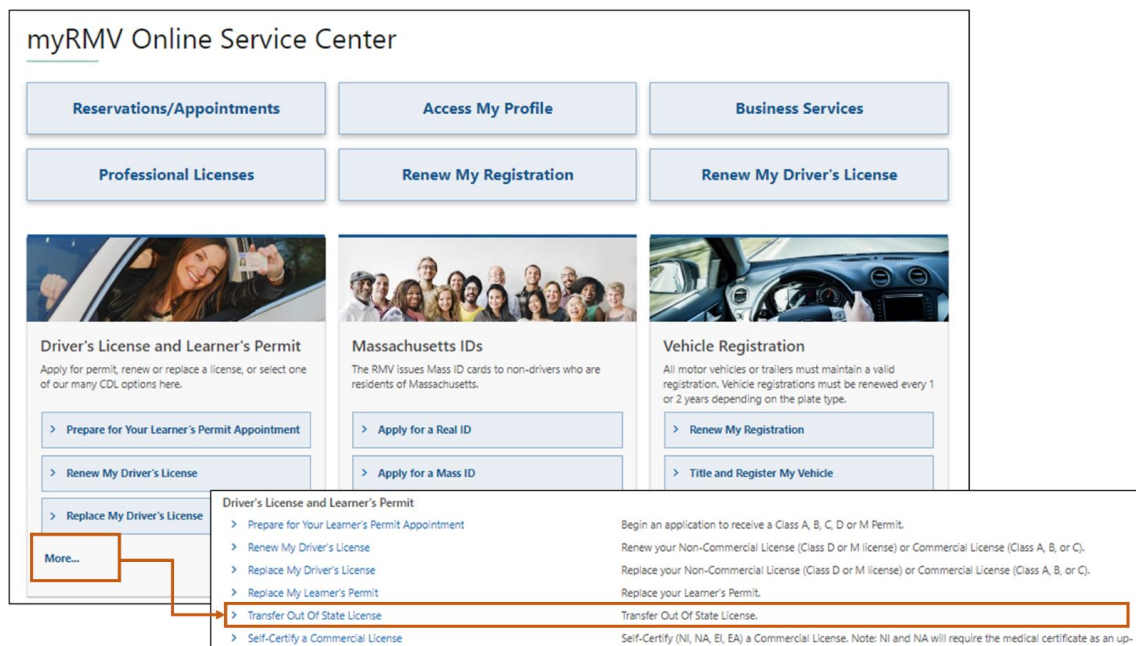 myRMV Online Service Center
Reservations/Appointments
Access My Profile
Business Services
Professional Licenses
Renew My Registration
Renew My Driver's License
Driver's License and Learner's Permit
Apply for permit, renew or replace a license, or select one
of our many CDL options here.
> Prepare for Your Learner's Permit Appointment
> Renew My Driver's License
> Replace My Driver's License
More...
Massachusetts IDs
The RMV issues Mass ID cards to non-drivers who are
residents of Massachusetts.
> Apply for a Real ID
> Apply for a Mass ID
Vehicle Registration
All motor vehicles or trailers must maintain a valid
registration. Vehicle registrations must be renewed every 1
or 2 years depending on the plate type.
> Renew My Registration
> Title and Register My Vehicle
Driver's License and Learner's Permit
> Prepare for Your Learner's Permit Appointment Begin an application to receive a Class A, B, C, D or M Permit.
> Renew My Driver's License Renew your Non-Commercial License (Class D or M license) or Commercial License (Class A, B, or C).
> Replace My Driver's License Replace your Non-Commercial License (Class D or M license) or Commercial License (Class A, B, or C).
> Replace My Learner's Permit Replace your Learner's Permit.
> Transfer Out Of State License Transfer Out Of State License.
> Self-Certify a Commercial License Self-Certify (NI, NA, EI, EA) a Commercial License. Note: NI and NA will require the medical certificate as an up-